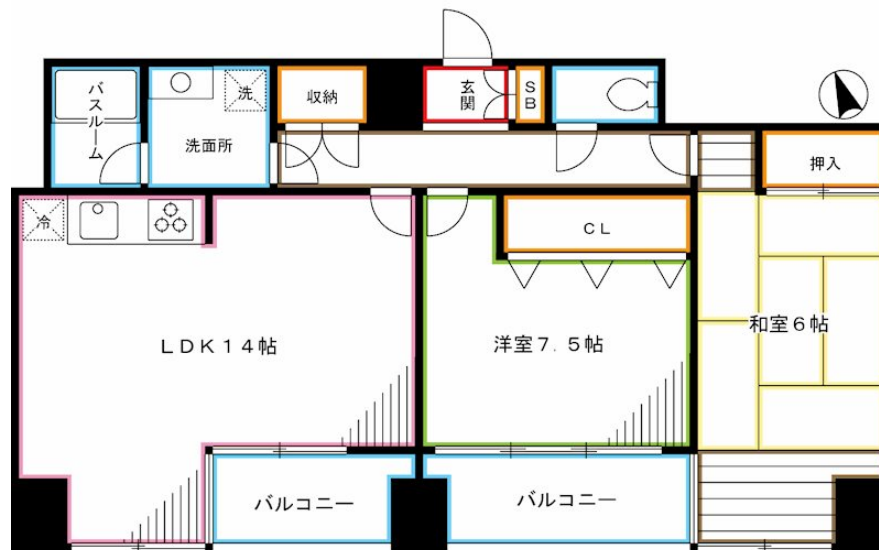 バスルーム
洗
洗面所
収納
玄関
SB
押入
冷
CL
LDK14帖
洋室7.5帖
和室6帖
バルコニー
バルコニー